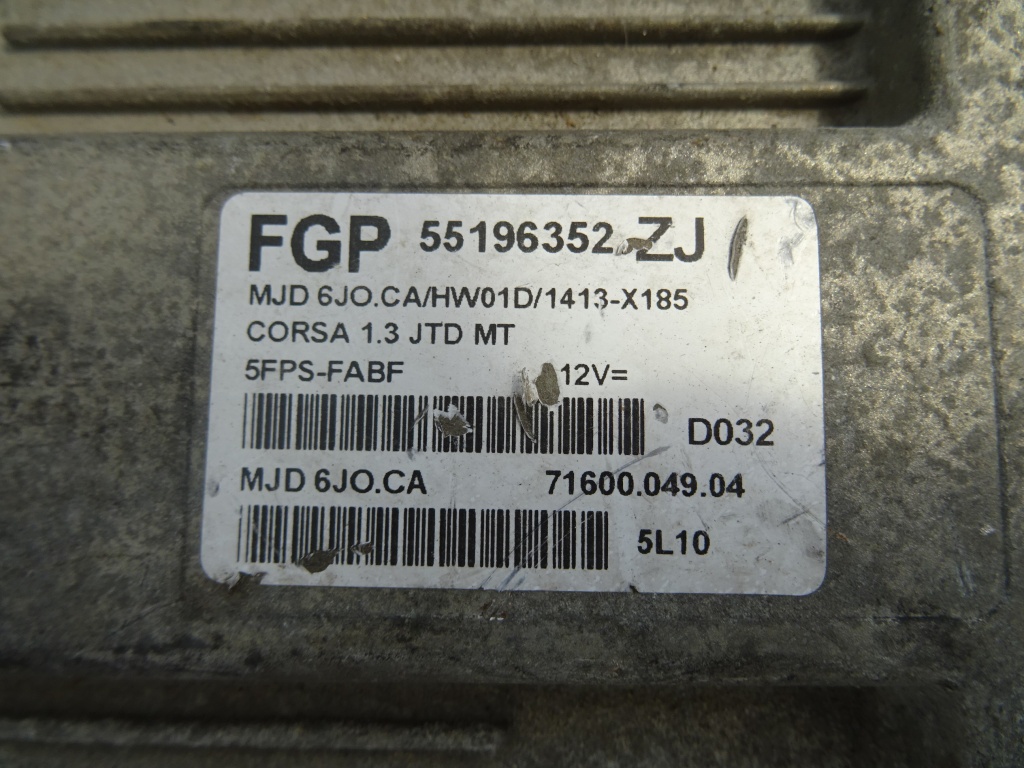 FGP 55196352 ZJ
MJD 6JO.CA/HW01D/1413-X185
CORSA 1.3 JTD MT
5FPS-FABF 12V=
D032
MJD 6JO.CA 71600.049.04
5L10